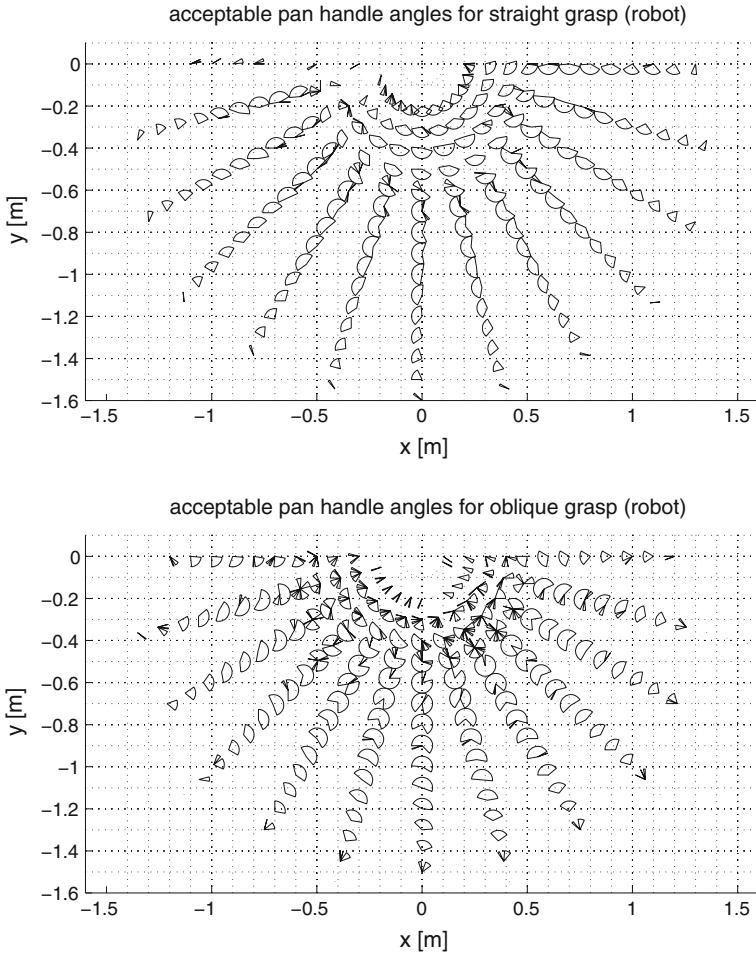 acceptable pan handle angles for straight grasp (robot)
0
−0.2
−0.4
−0.6
−0.8
−1
−1.2
−1.4
−1.6
y [m]
−1.5 −1 −0.5 0 0.5 1 1.5
x [m]
acceptable pan handle angles for oblique grasp (robot)
0
−0.2
−0.4
−0.6
−0.8
−1
−1.2
−1.4
−1.6
y [m]
−1.5 −1 −0.5 0 0.5 1 1.5
x [m]